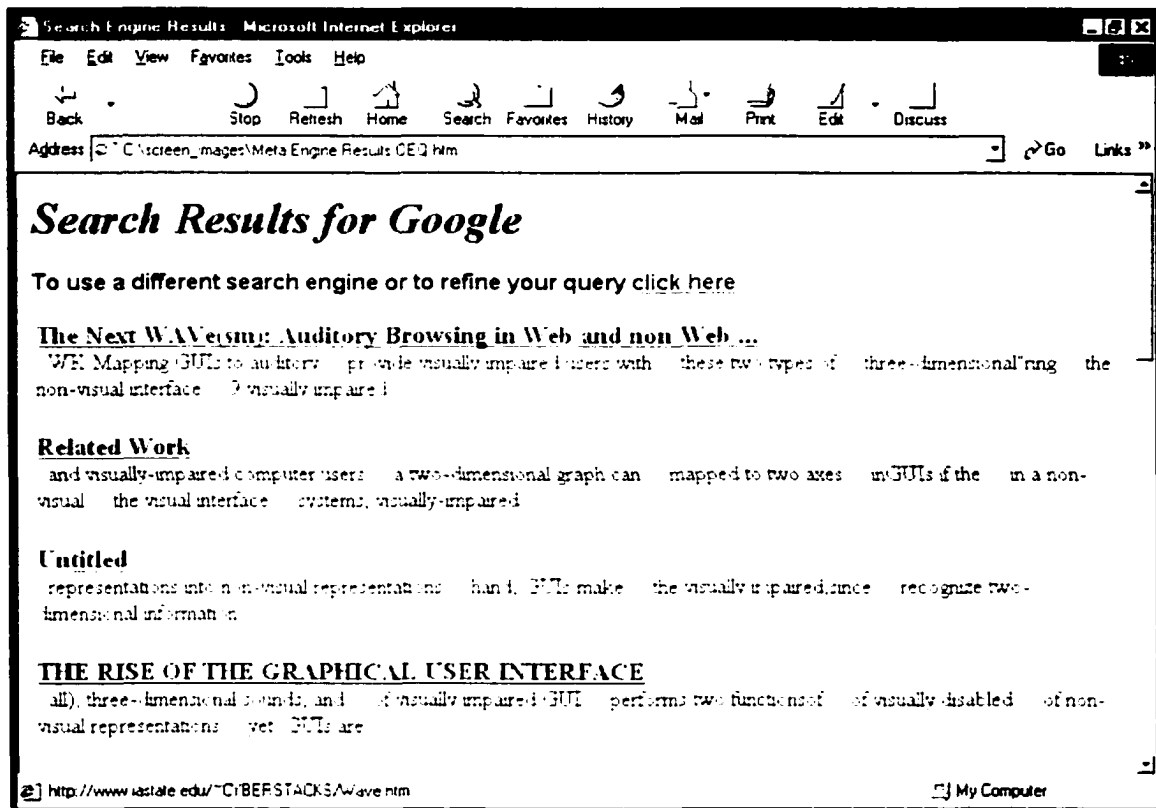 Search Engine Results Microsoft Internet Explorer
File Edit View Favorites Tools Help
Back Stop Refresh Home Search Favorites History Mail Print Edit Discuss
Address C:\screen_images\Meta Engine Results CEQ htm Go Links »
Search Results for Google
To use a different search engine or to refine your query click here
The Next WAVe(sm): Auditory Browsing in Web and non Web ...
Mapping GUIs to auditory provide visually impaired users with these two types of three-dimensional "ring the
non-visual interface 9 visually impaired
Related Work
and visually-impaired computer users a two-dimensional graph can mapped to two axes inGUIs if the in a non-
visual the visual interface systems, visually-impaired
Untitled
representations into non-visual representations hand, GUIs make the visually impaired,since recognize two-
dimensional information
THE RISE OF THE GRAPHICAL USER INTERFACE
all), three-dimensional sounds, and of visually impaired GUI performs two functionsof of visually disabled of non-
visual representations yet GUIs are
http://www.iastate.edu/~CYBERSTACKS/Wave.htm My Computer